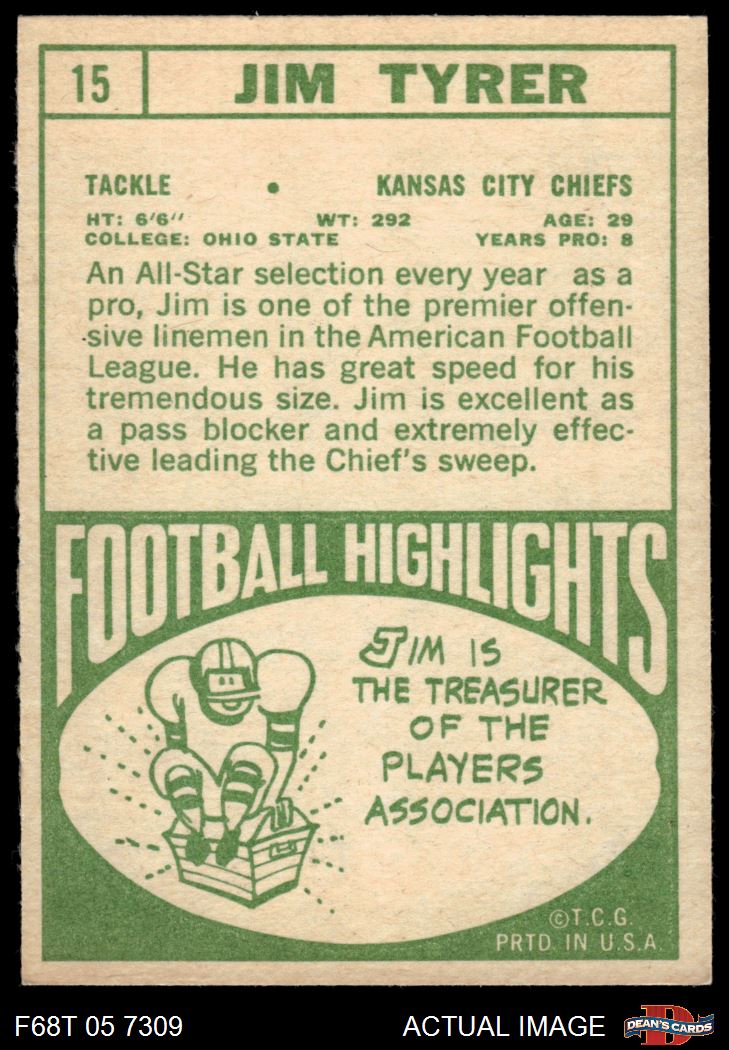 15 JIM TYRER
TACKLE • KANSAS CITY CHIEFS
HT: 6'6" WT: 292 AGE: 29
COLLEGE: OHIO STATE YEARS PRO: 8
An All-Star selection every year as a
pro, Jim is one of the premier offen-
sive linemen in the American Football
League. He has great speed for his
tremendous size. Jim is excellent as
a pass blocker and extremely effec-
tive leading the Chief's sweep.
FOOTBALL HIGHLIGHTS
JIM IS
THE TREASURER
OF THE
PLAYERS
ASSOCIATION.
©T.C.G.
PRTD. IN U.S.A.
F68T 05 7309 ACTUAL IMAGE D DEAN'S CARDS